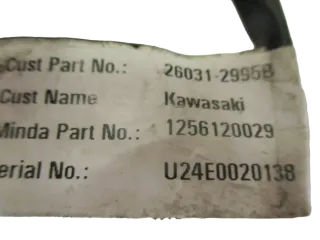 Cust Part No.: 26031-2995B
Cust Name Kawasaki
Minda Part No.: 1256120029
erial No.: U24E0020138